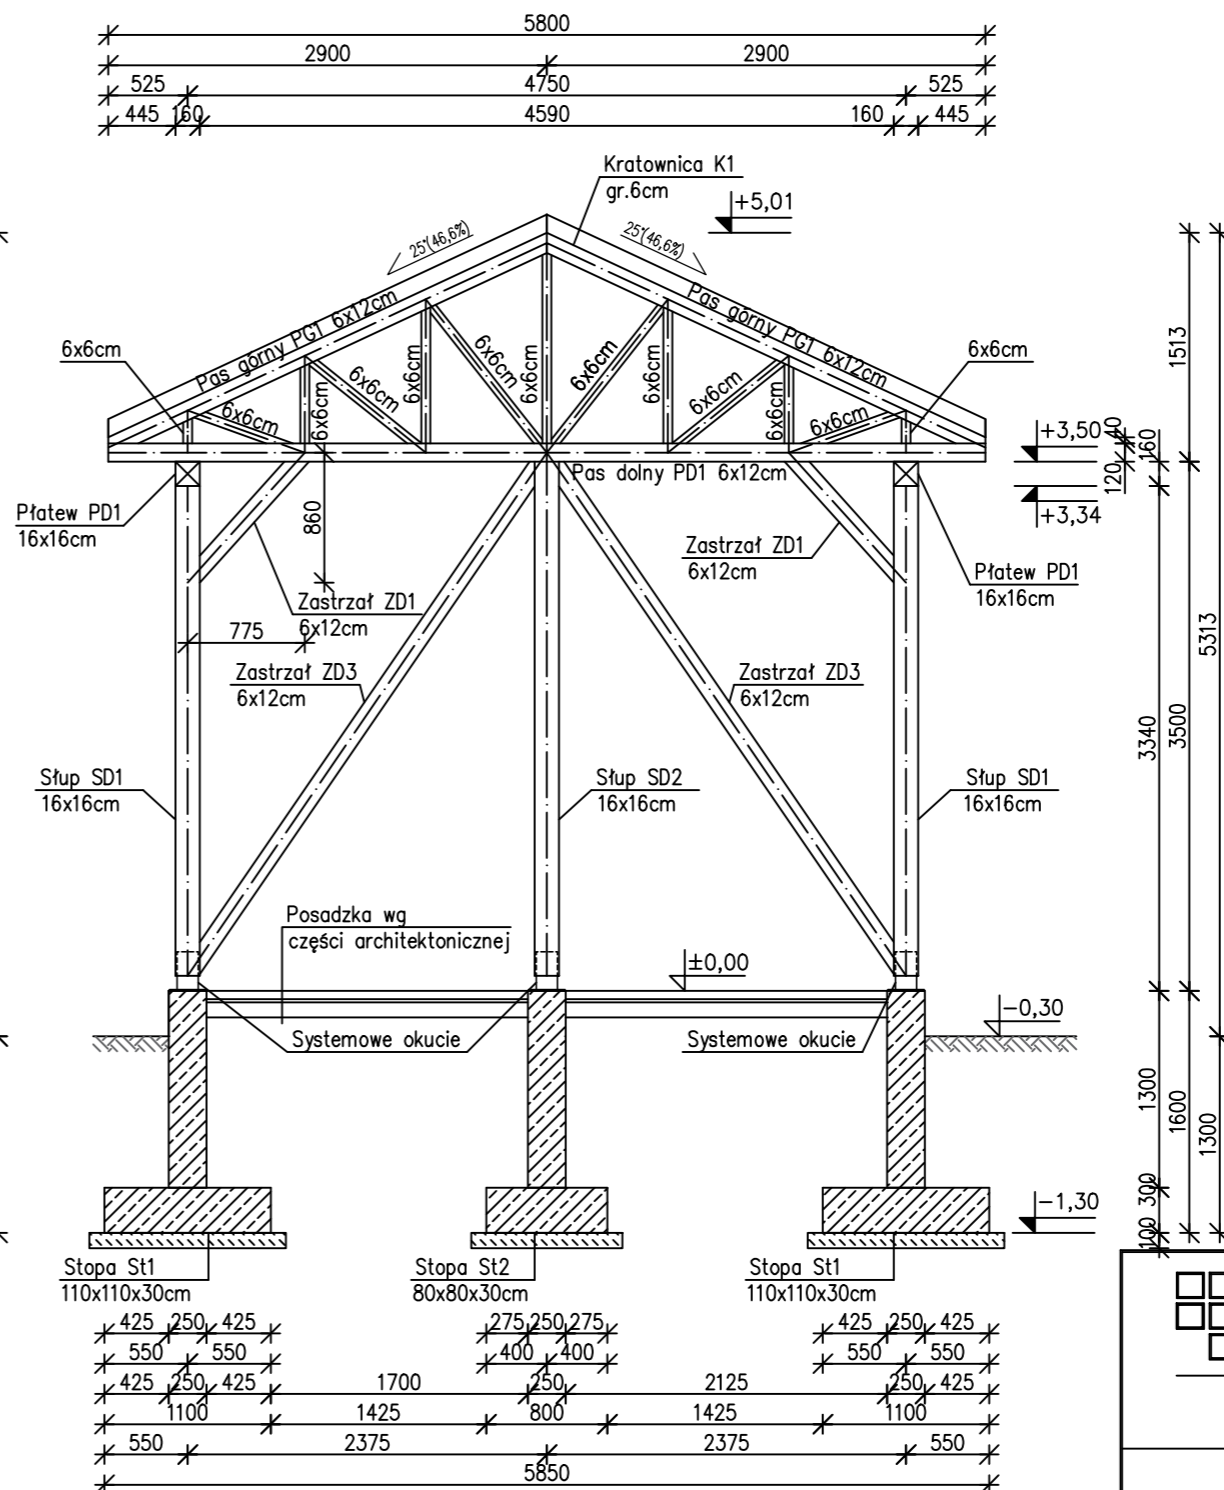 5800
2900 2900
525 4750 525
445 160 4590 160 445
Kratownica K1
gr.6cm
+5,01
25°(46,6%)
25°(46,6%)
Pas górny PG1 6x12cm
Pas górny PG1 6x12cm
6x6cm
6x6cm
6x6cm
6x6cm
6x6cm
6x6cm
6x6cm
6x6cm
6x6cm
6x6cm
6x6cm
6x6cm
6x6cm
Pas dolny PD1 6x12cm
+3,50
+3,34
Płatew PD1
16x16cm
860
Zastrzał ZD1
6x12cm
Zastrzał ZD1
6x12cm
Płatew PD1
16x16cm
775
Zastrzał ZD3
6x12cm
Zastrzał ZD3
6x12cm
Słup SD1
16x16cm
Słup SD2
16x16cm
Słup SD1
16x16cm
Posadzka wg
części architektonicznej
±0,00
-0,30
Systemowe okucie
Systemowe okucie
-1,30
1513
40
160
120
3340
3500
5313
1300
1600
1300
300
100
Stopa St1
110x110x30cm
Stopa St2
80x80x30cm
Stopa St1
110x110x30cm
425 250 425 275 250 275 425 250 425
550 550 400 400 550 550
425 250 425 1700 250 2125 250 425
1100 1425 800 1425 1100
550 2375 2375 550
5850